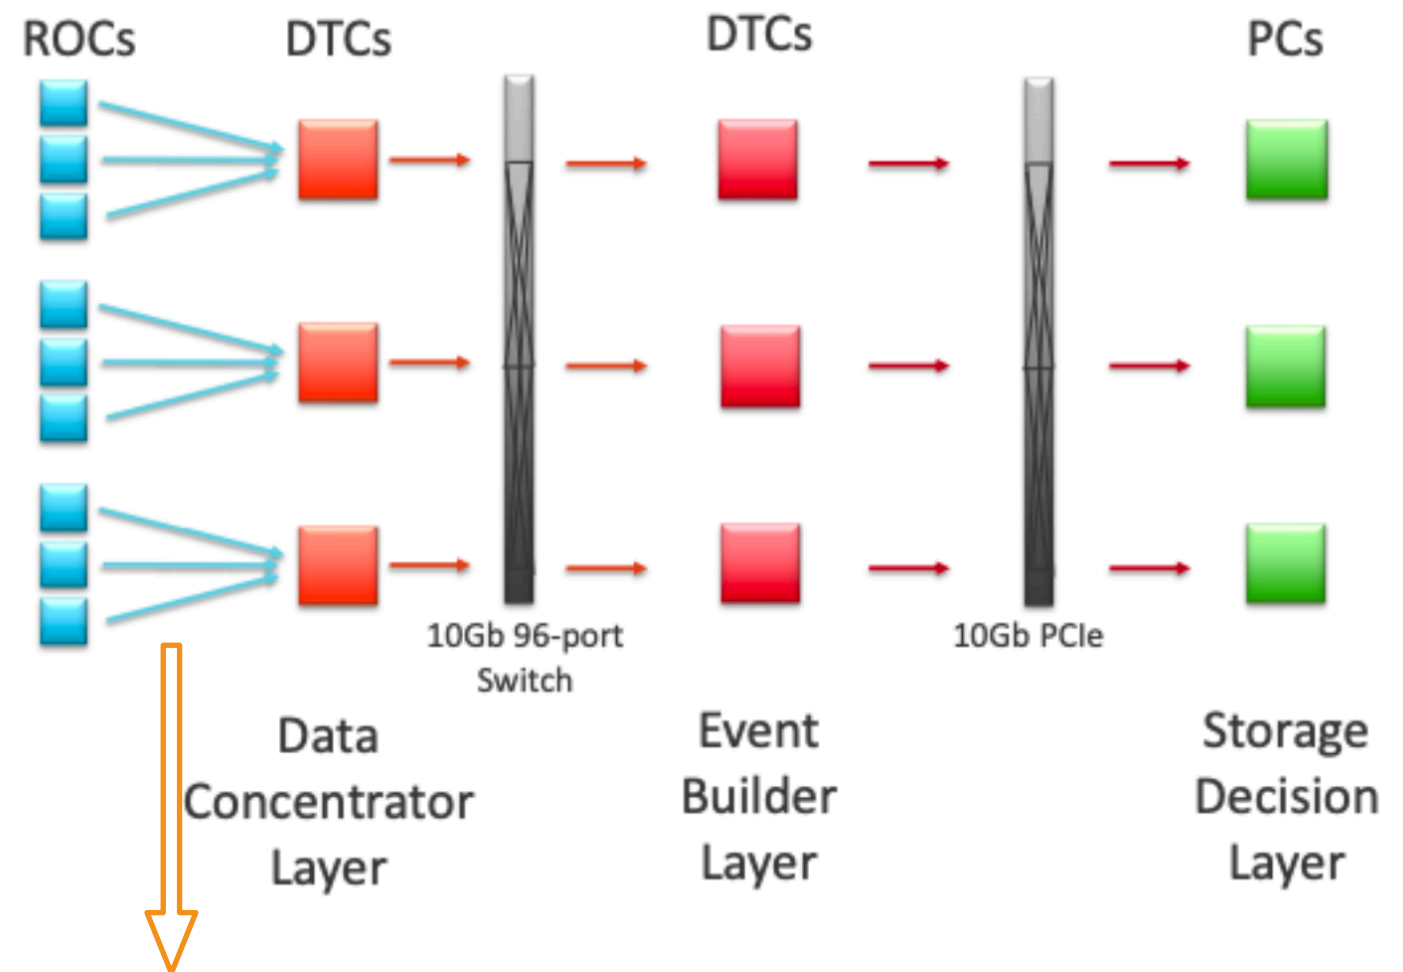 ROCs
DTCs
DTCs
PCs
10Gb 96-port
Switch
10Gb PCIe
Data
Concentrator
Layer
Event
Builder
Layer
Storage
Decision
Layer